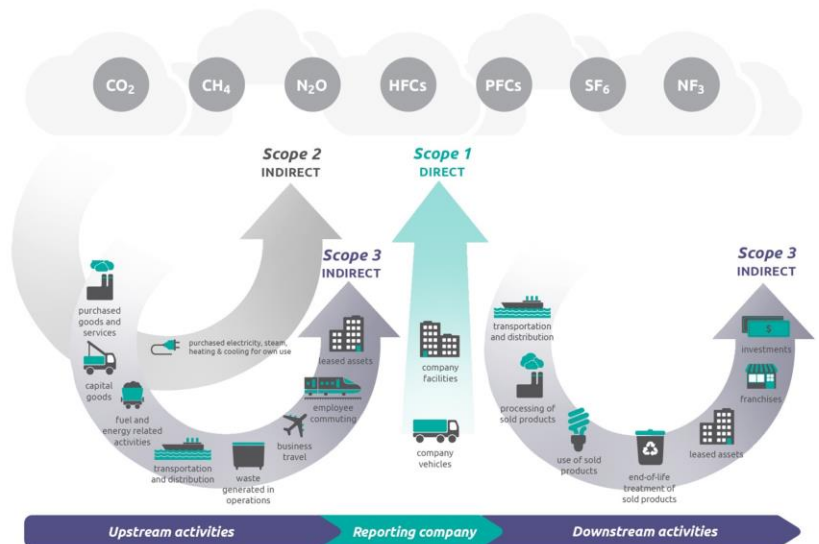 CO2
CH4
N2O
HFCs
PFCs
SF6
NF3
Scope 2
INDIRECT
Scope 1
DIRECT
Scope 3
INDIRECT
Scope 3
INDIRECT
purchased
goods and
services
capital
goods
fuel and
energy related
activities
transportation
and distribution
waste
generated in
operations
business
travel
employee
commuting
leased assets
purchased electricity, steam,
heating & cooling for own use
company
facilities
company
vehicles
transportation
and distribution
processing of
sold products
use of sold
products
end-of-life
treatment of
sold products
leased assets
franchises
$
investments
Upstream activities
Reporting company
Downstream activities